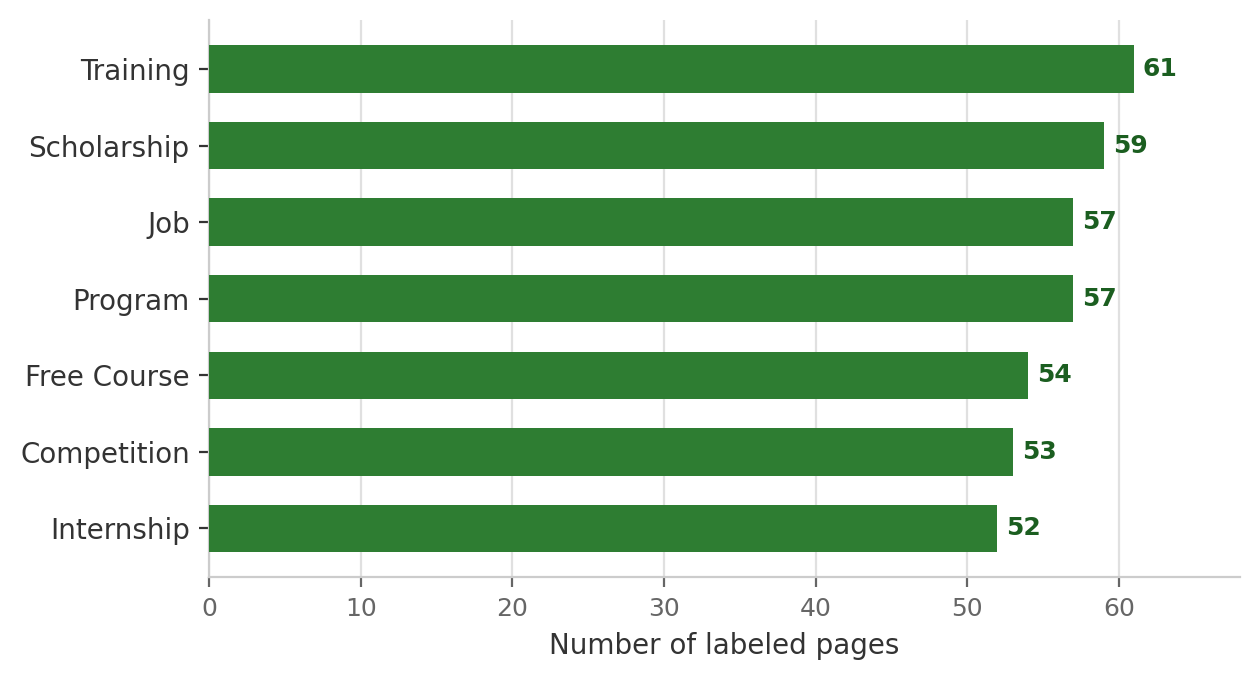 Training 61
Scholarship 59
Job 57
Program 57
Free Course 54
Competition 53
Internship 52
0 10 20 30 40 50 60
Number of labeled pages